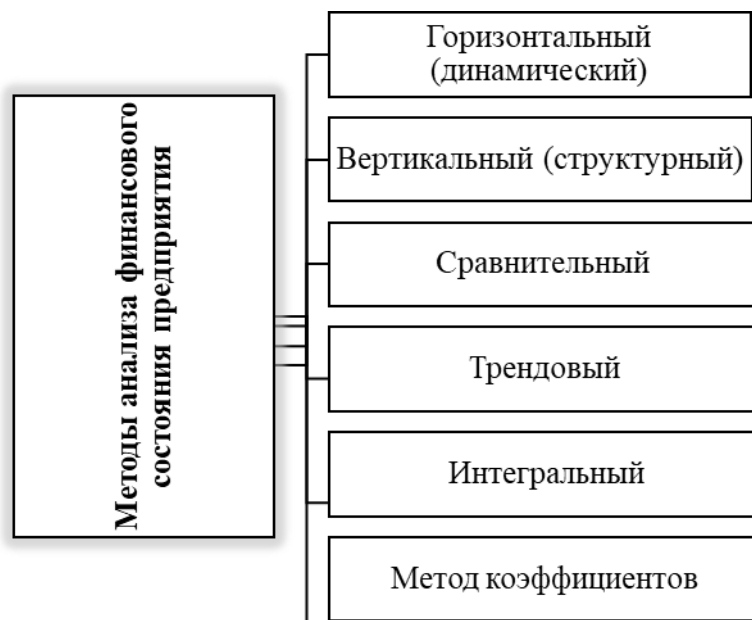 Методы анализа финансового
состояния предприятия
Горизонтальный
(динамический)
Вертикальный (структурный)
Сравнительный
Трендовый
Интегральный
Метод коэффициентов